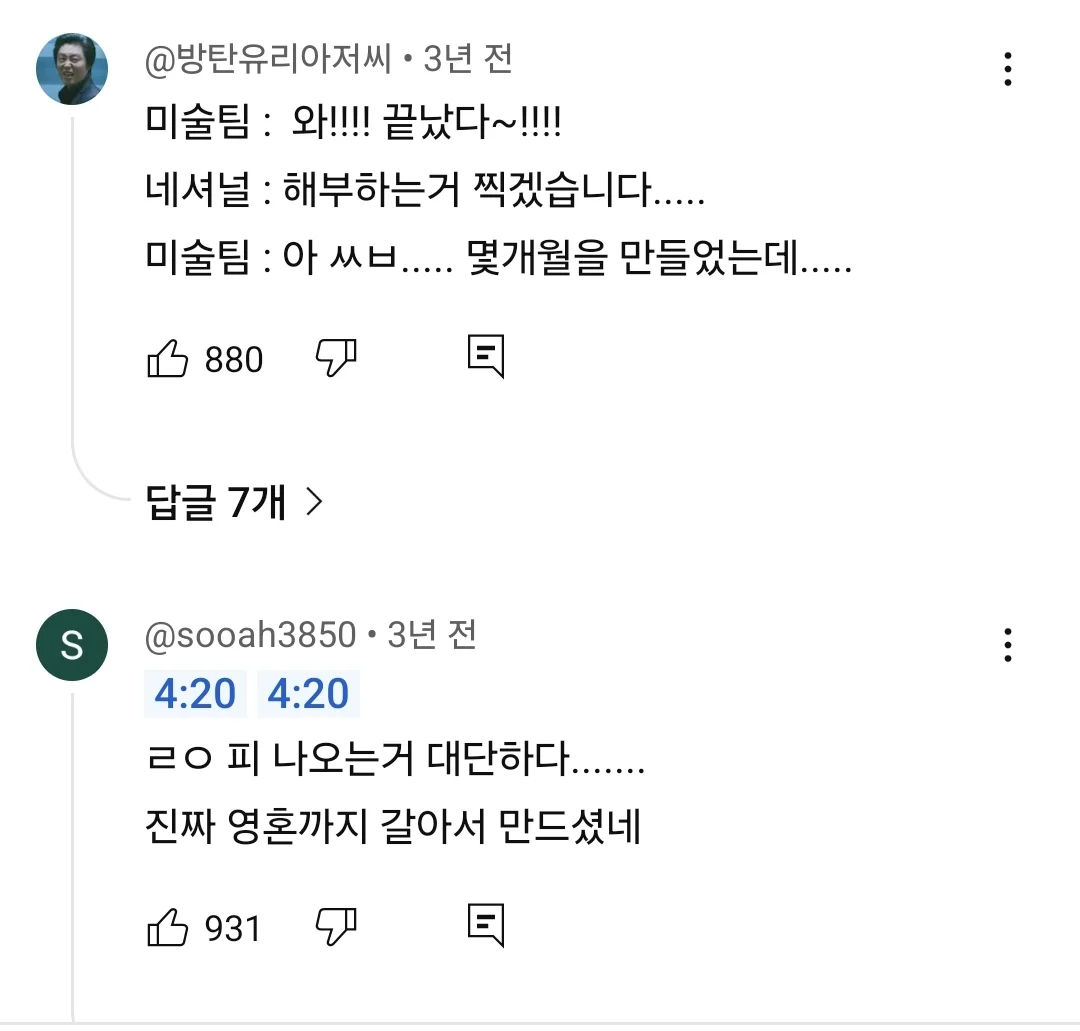 @방탄유리아저씨 • 3년 전
미술팀 : 와!!!! 끝났다~!!!!
네셔널 : 해부하는거 찍겠습니다.....
미술팀 : 아 ㅆㅂ..... 몇개월을 만들었는데.....
880
답글 7개 >
S
@sooah3850 • 3년 전
4:20 4:20
ㄹㅇ 피 나오는거 대단하다.......
진짜 영혼까지 갈아서 만드셨네
931